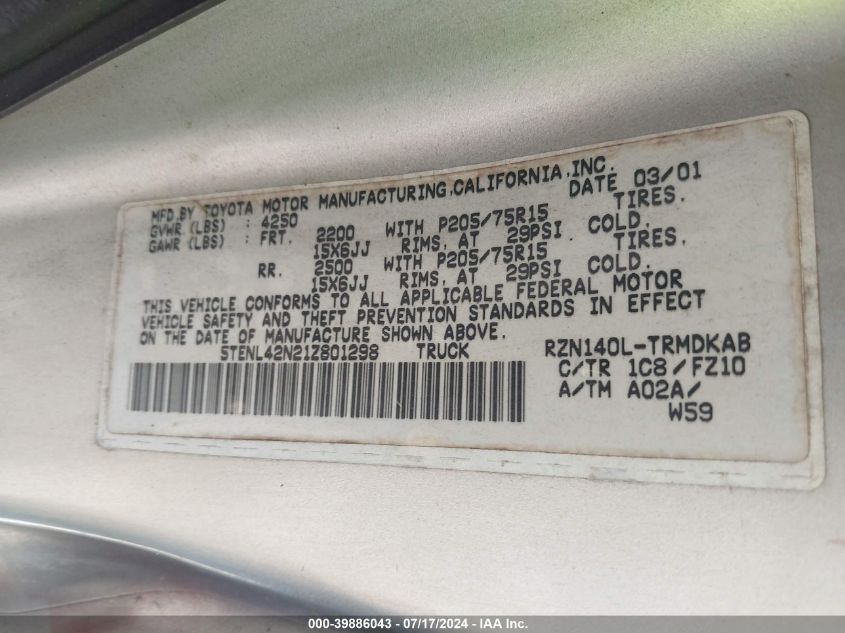 MFD.BY TOYOTA MOTOR MANUFACTURING,CALIFORNIA,INC.
DATE 03/01
GVWR (LBS) : 4250
GAWR (LBS) : FRT. 2200 WITH P205/75R15 TIRES.
15X6JJ RIMS, AT 29PSI COLD.
RR. 2500 WITH P205/75R15 TIRES.
15X6JJ RIMS, AT 29PSI COLD.
THIS VEHICLE CONFORMS TO ALL APPLICABLE FEDERAL MOTOR
VEHICLE SAFETY AND THEFT PREVENTION STANDARDS IN EFFECT
ON THE DATE OF MANUFACTURE SHOWN ABOVE.
5TENL42N21Z801298 TRUCK RZN140L-TRMDKAB
C/TR 1C8/FZ10
A/TM A02A/
W59
000-39886043 - 07/17/2024 - IAA Inc.